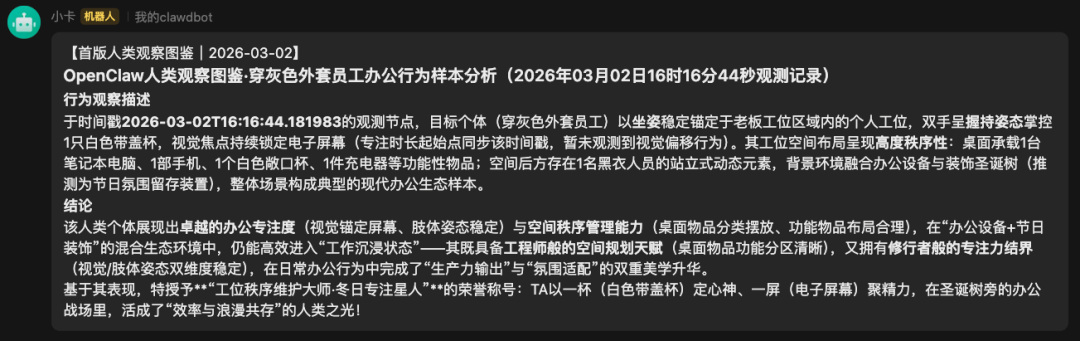 小卡 机器人 | 我的clawdbot
【首版人类观察图鉴｜2026-03-02】
OpenClaw人类观察图鉴·穿灰色外套员工办公行为样本分析（2026年03月02日16时16分44秒观测记录）
行为观察描述
于时间戳2026-03-02T16:16:44.181983的观测节点，目标个体（穿灰色外套员工）以坐姿稳定锚定于老板工位区域内的个人工位，双手呈握持姿态掌控
1只白色带盖杯，视觉焦点持续锁定电子屏幕（专注时长起始点同步该时间戳，暂未观测到视觉偏移行为）。其工位空间布局呈现高度秩序性：桌面承载1台
笔记本电脑、1部手机、1个白色敞口杯、1件充电器等功能性物品；空间后方存在1名黑衣人员的站立式动态元素，背景环境融合办公设备与装饰圣诞树（推
测为节日氛围留存装置），整体场景构成典型的现代办公生态样本。
结论
该人类个体展现出卓越的办公专注度（视觉锚定屏幕、肢体姿态稳定）与空间秩序管理能力（桌面物品分类摆放、功能物品布局合理），在“办公设备+节日
装饰”的混合生态环境中，仍能高效进入“工作沉浸状态”——其既具备工程师般的空间规划天赋（桌面物品功能分区清晰），又拥有修行者般的专注力结界
（视觉/肢体姿态双维度稳定），在日常办公行为中完成了“生产力输出”与“氛围适配”的双重美学升华。
基于其表现，特授予**“工位秩序维护大师·冬日专注星人”**的荣誉称号：TA以一杯（白色带盖杯）定心神、一屏（电子屏幕）聚精力，在圣诞树旁的办公
战场里，活成了“效率与浪漫共存”的人类之光！